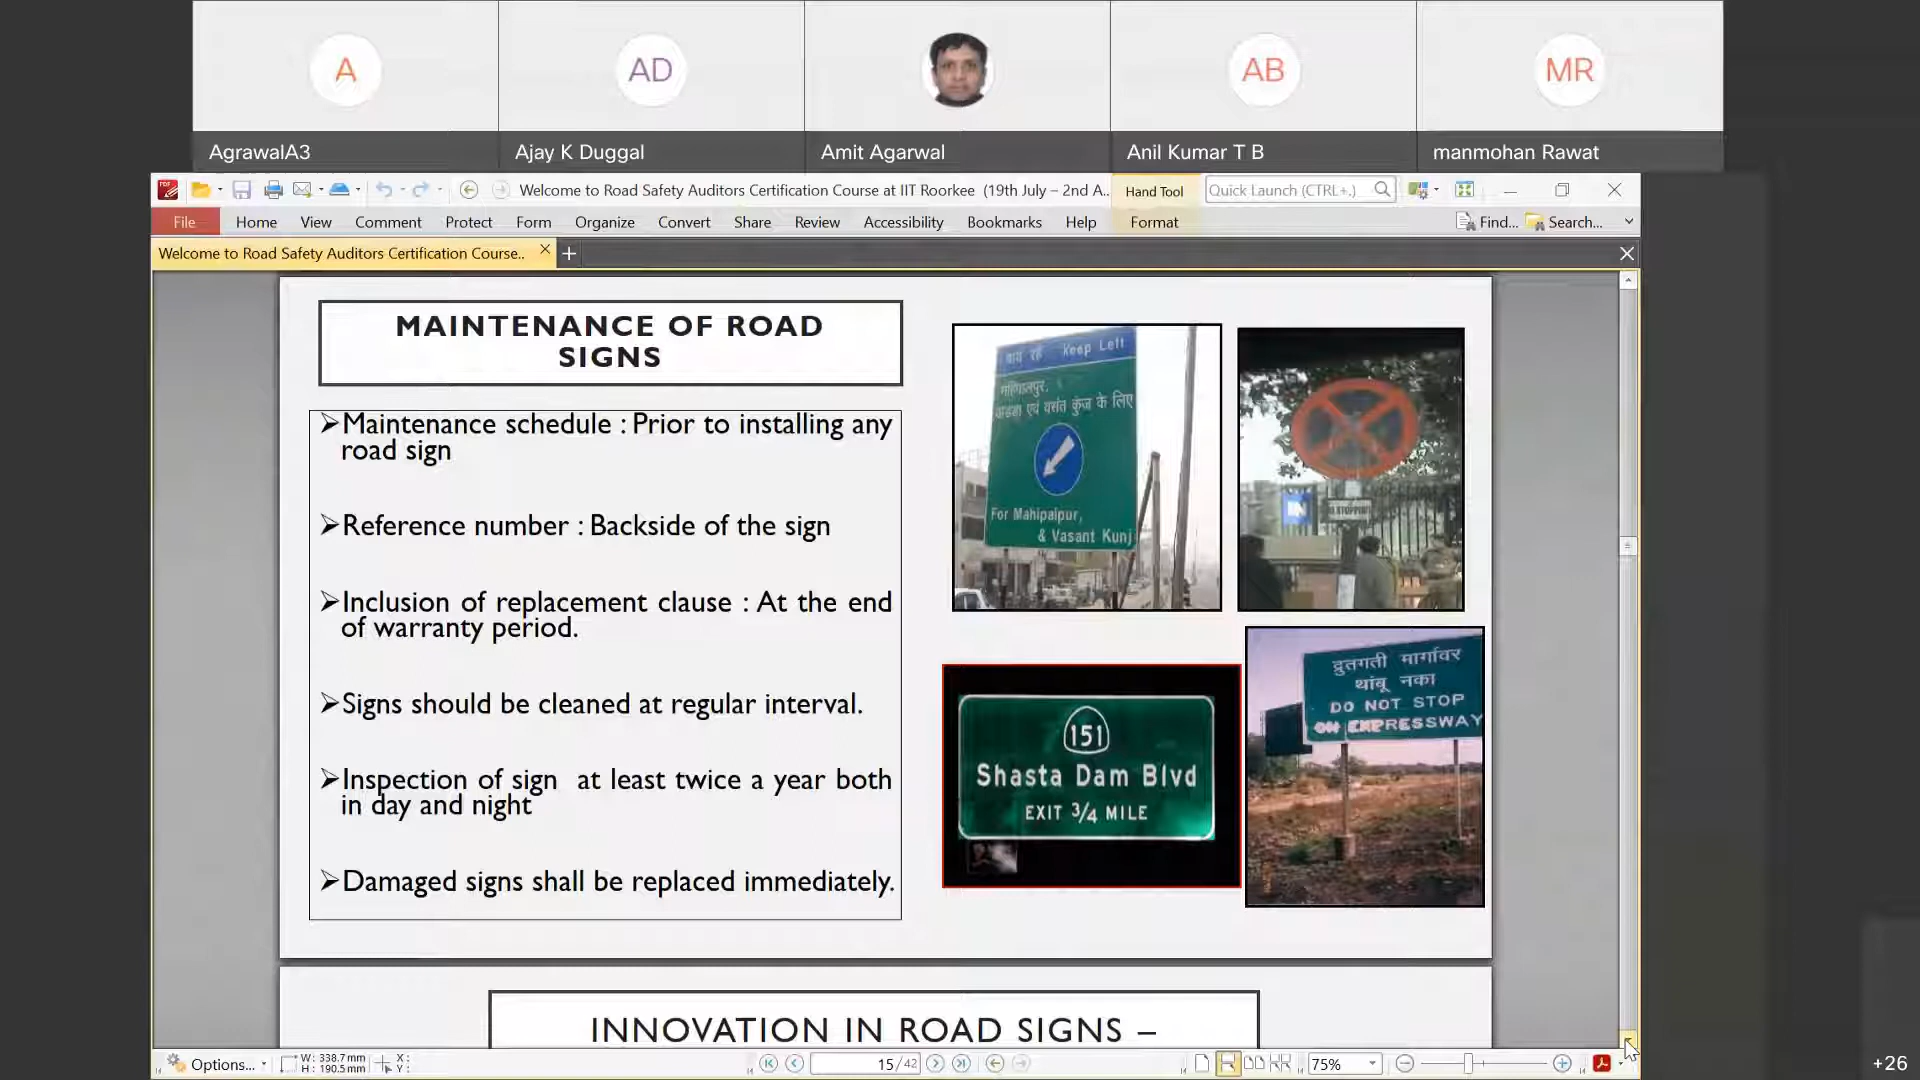 A
AD
AB
MR
AgrawalA3
Ajay K Duggal
Amit Agarwal
Anil Kumar T B
manmohan Rawat
Welcome to Road Safety Auditors Certification Course at IIT Roorkee (19th July – 2nd A...
Hand Tool
Quick Launch (CTRL+.)
File Home View Comment Protect Form Organize Convert Share Review Accessibility Bookmarks Help Format Find... Search...
Welcome to Road Safety Auditors Certification Course..
MAINTENANCE OF ROAD
SIGNS
➢Maintenance schedule : Prior to installing any
road sign
➢Reference number : Backside of the sign
➢Inclusion of replacement clause : At the end
of warranty period.
➢Signs should be cleaned at regular interval.
➢Inspection of sign at least twice a year both
in day and night
➢Damaged signs shall be replaced immediately.
Keep Left
महिपालपुर,
एवं वसंत कुंज के लिए
For Mahipalpur,
& Vasant Kunj
151
Shasta Dam Blvd
EXIT 3/4 MILE
द्रुतगती मार्गावर
थांबू नका
DO NOT STOP
ON EXPRESSWAY
INNOVATION IN ROAD SIGNS –
Options...
W: 338.7 mm
H: 190.5 mm
X:
Y:
15 / 42
75%
+26